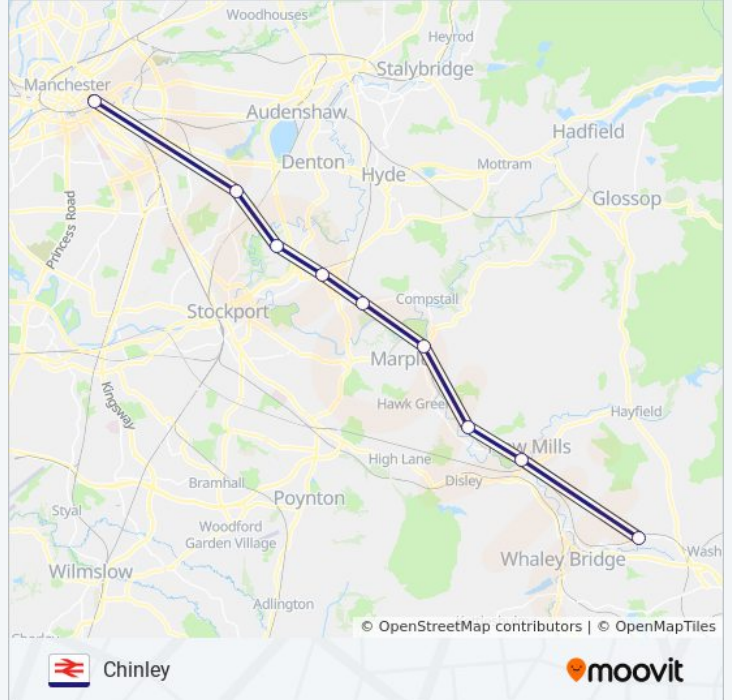 Woodhouses
Heyrod
Stalybridge
Manchester
Audenshaw
Hadfield
Denton
Mottram
Hyde
Glossop
Princess Road
Compstall
Stockport
Marple
Kingsway
Hawk Green
Hayfield
New Mills
High Lane
Disley
Bramhall
Poynton
Styal
Woodford
Garden Village
Whaley Bridge
Wash
Wilmslow
Adlington
© OpenStreetMap contributors | © OpenMapTiles
Chinley
moovit